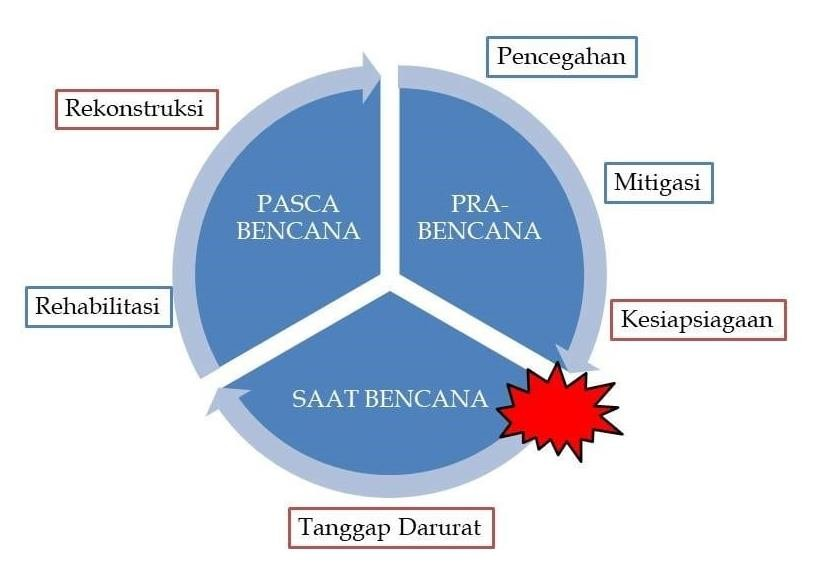 Pencegahan
Rekonstruksi
Mitigasi
PASCA
BENCANA
PRA-
BENCANA
Rehabilitasi
Kesiapsiagaan
SAAT BENCANA
Tanggap Darurat